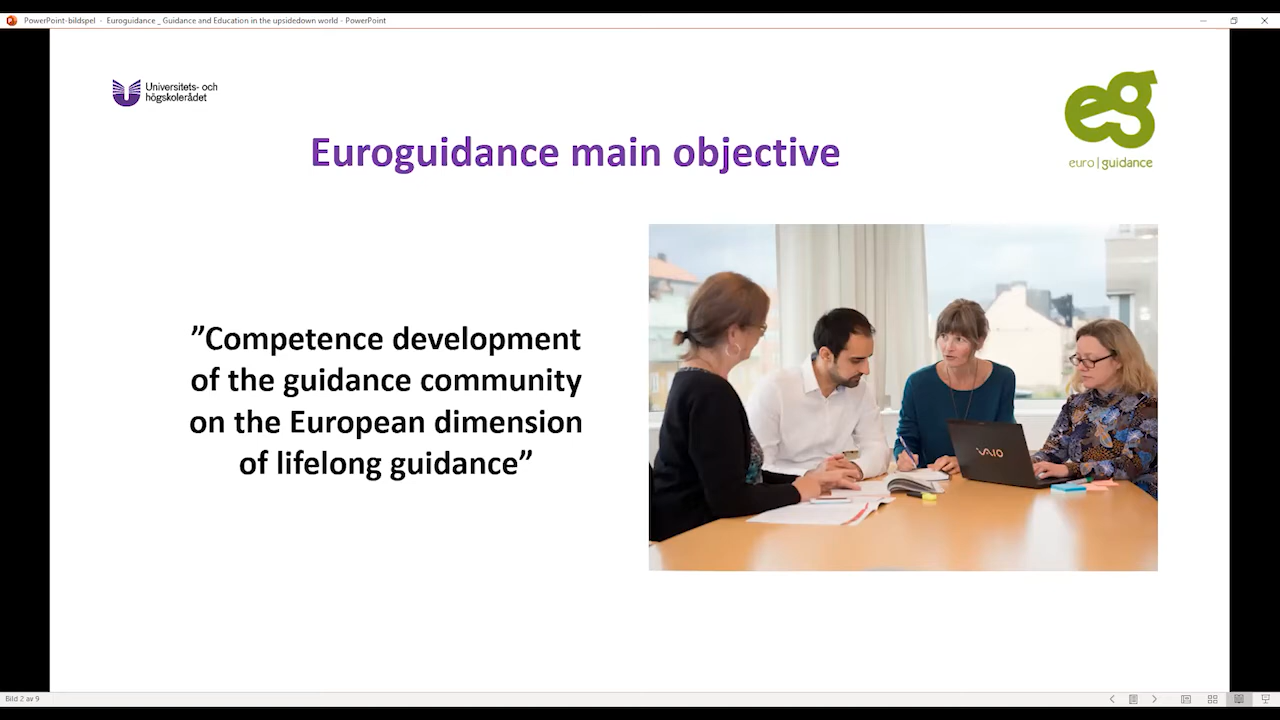 PowerPoint-bildspel - Euroguidance _ Guidance and Education in the upsidedown world - PowerPoint
Universitets- och
högskolerådet
eg
euro|guidance
Euroguidance main objective
”Competence development
of the guidance community
on the European dimension
of lifelong guidance”
VAIO
Bild 2 av 9